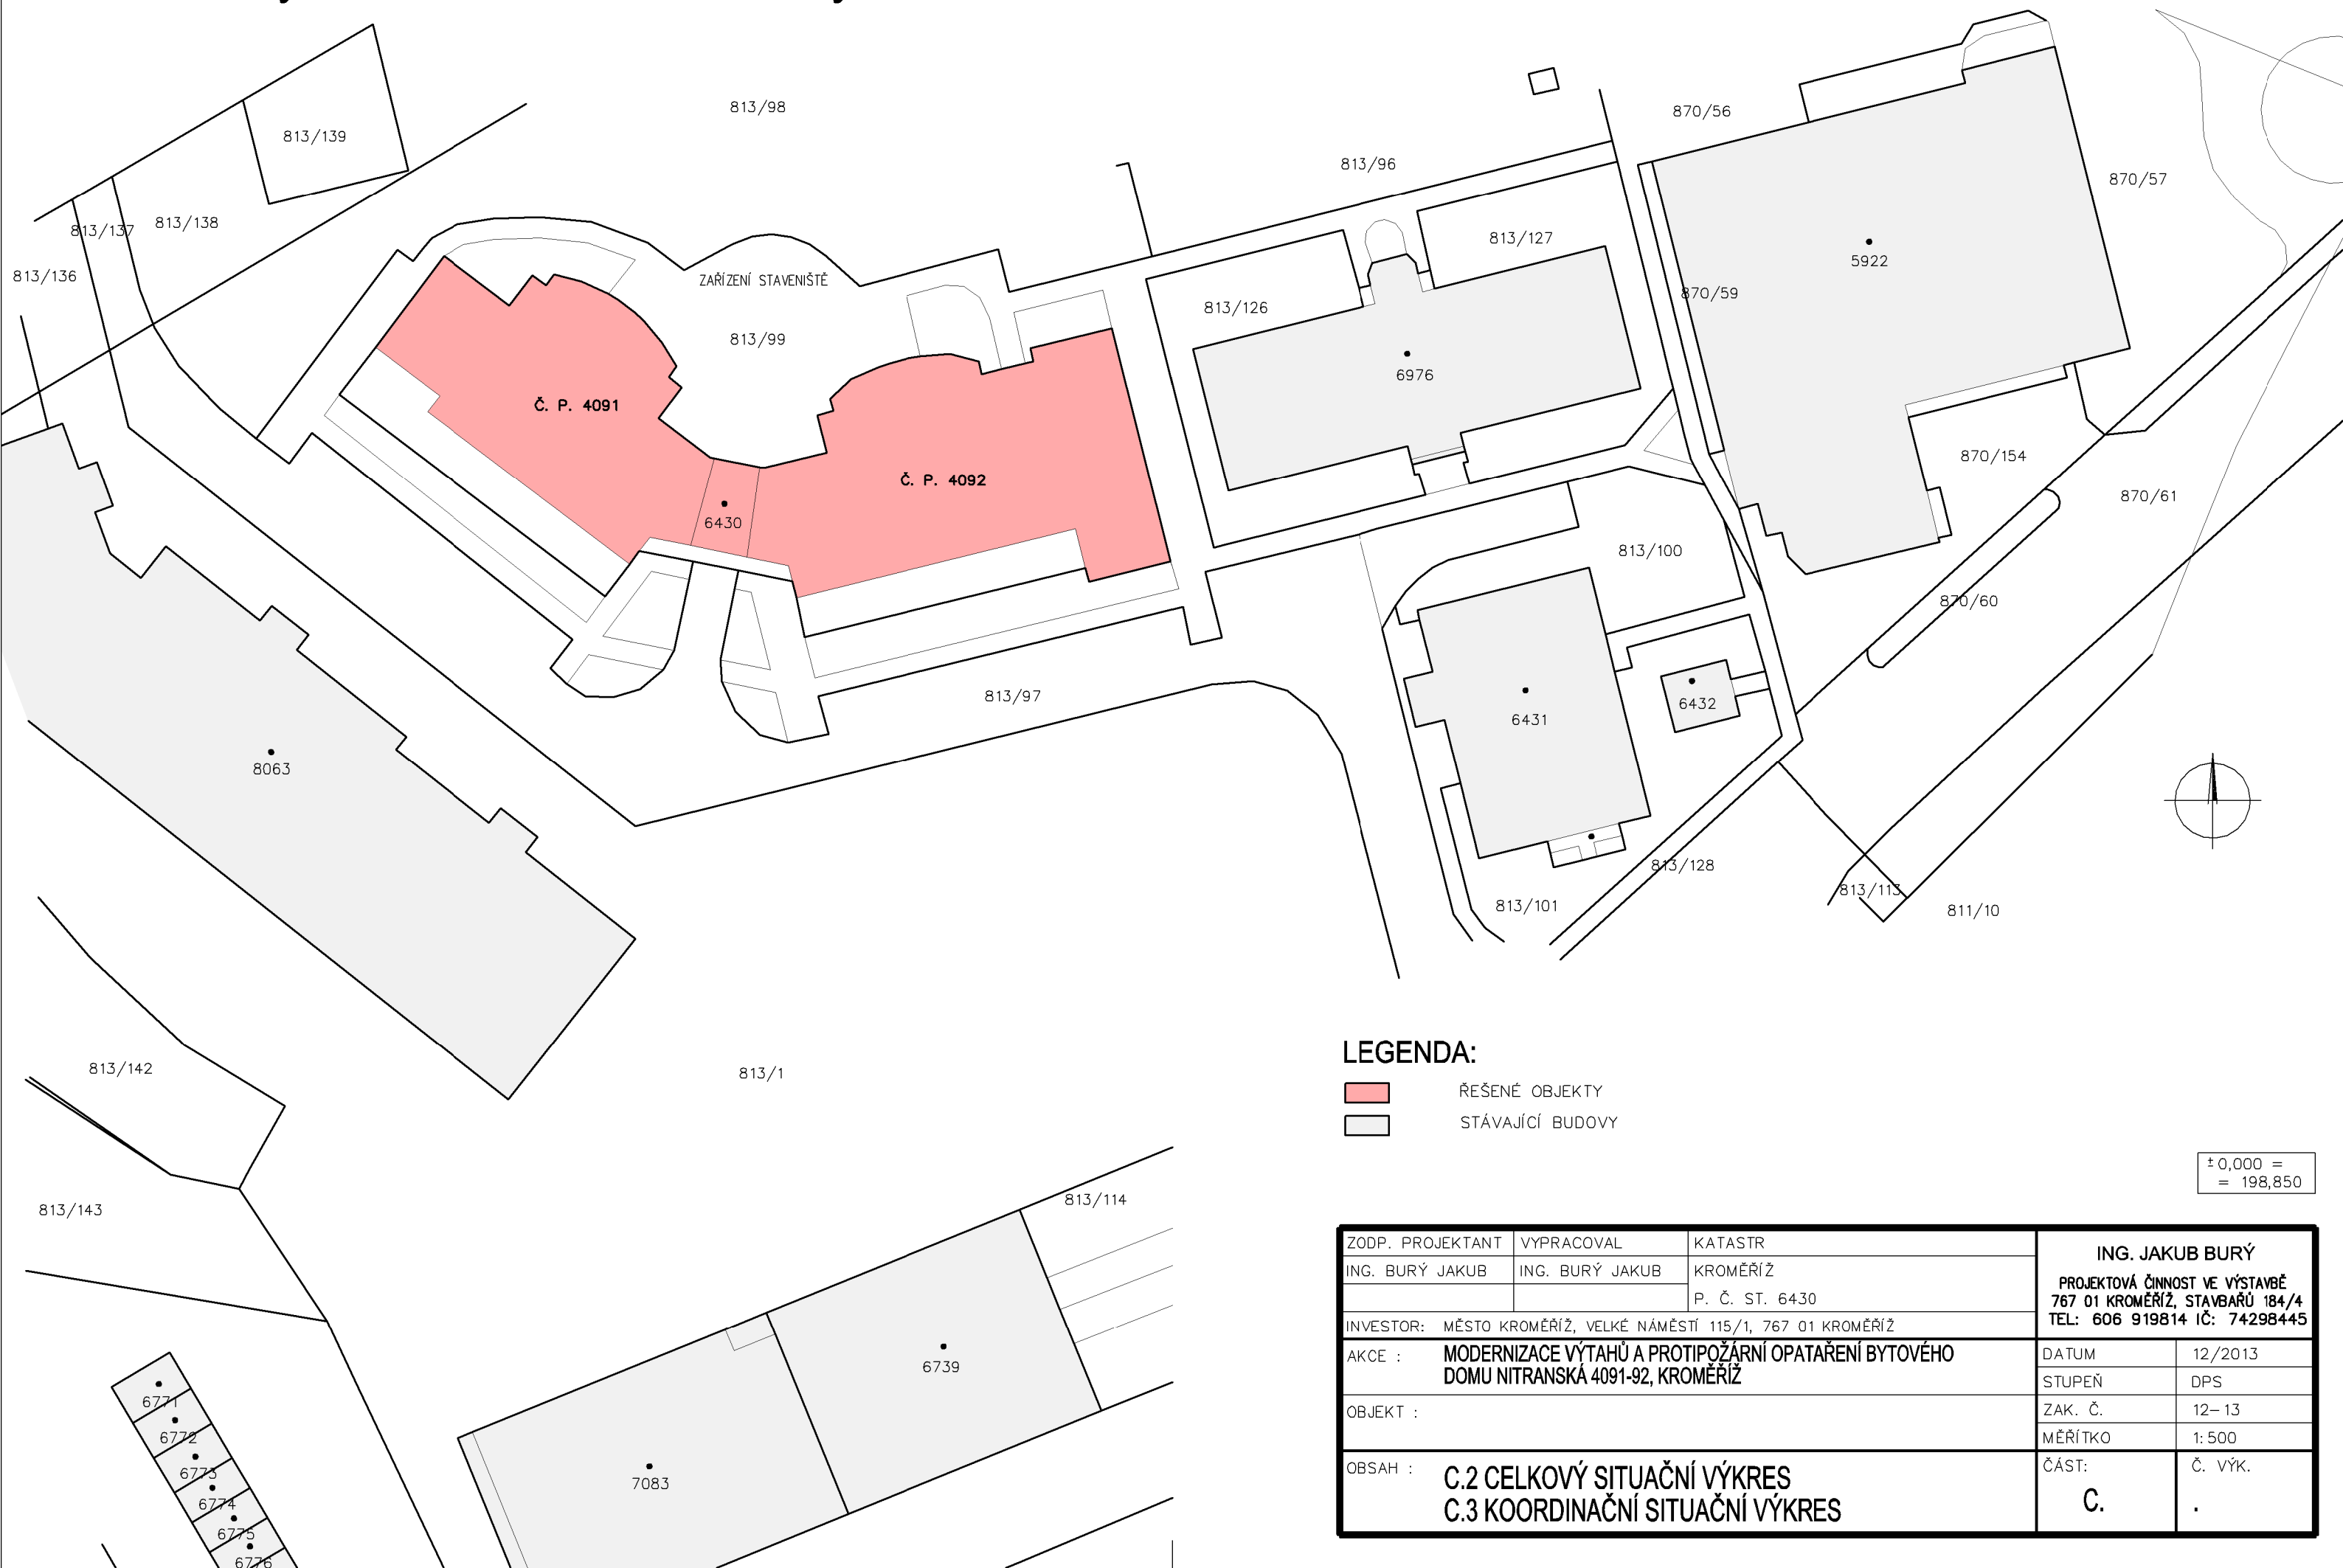 813/98
813/139
870/56
813/96
870/57
813/138
813/137
813/127
5922
813/136
ZAŘÍZENÍ STAVENIŠTĚ
870/59
813/126
813/99
6976
Č. P. 4091
870/154
Č. P. 4092
870/61
6430
813/100
870/60
813/97
6432
6431
8063
813/128
813/113
813/101
811/10
LEGENDA:
813/142
813/1
ŘEŠENÉ OBJEKTY
STÁVAJÍCÍ BUDOVY
±0,000 =
= 198,850
813/114
813/143
ZODP. PROJEKTANT VYPRACOVAL KATASTR
ING. BURÝ JAKUB ING. BURÝ JAKUB KROMĚŘÍŽ
P. Č. ST. 6430
ING. JAKUB BURÝ
PROJEKTOVÁ ČINNOST VE VÝSTAVBĚ
767 01 KROMĚŘÍŽ, STAVBAŘŮ 184/4
TEL: 606 919814 IČ: 74298445
INVESTOR: MĚSTO KROMĚŘÍŽ, VELKÉ NÁMĚSTÍ 115/1, 767 01 KROMĚŘÍŽ
AKCE : MODERNIZACE VÝTAHŮ A PROTIPOŽÁRNÍ OPATAŘENÍ BYTOVÉHO
DOMU NITRANSKÁ 4091-92, KROMĚŘÍŽ
DATUM 12/2013
STUPEŇ DPS
OBJEKT :
ZAK. Č. 12-13
MĚŘÍTKO 1:500
OBSAH : C.2 CELKOVÝ SITUAČNÍ VÝKRES
C.3 KOORDINAČNÍ SITUAČNÍ VÝKRES
ČÁST: Č. VÝK.
C. .
6739
6771
6772
6773
7083
6774
6775
6776